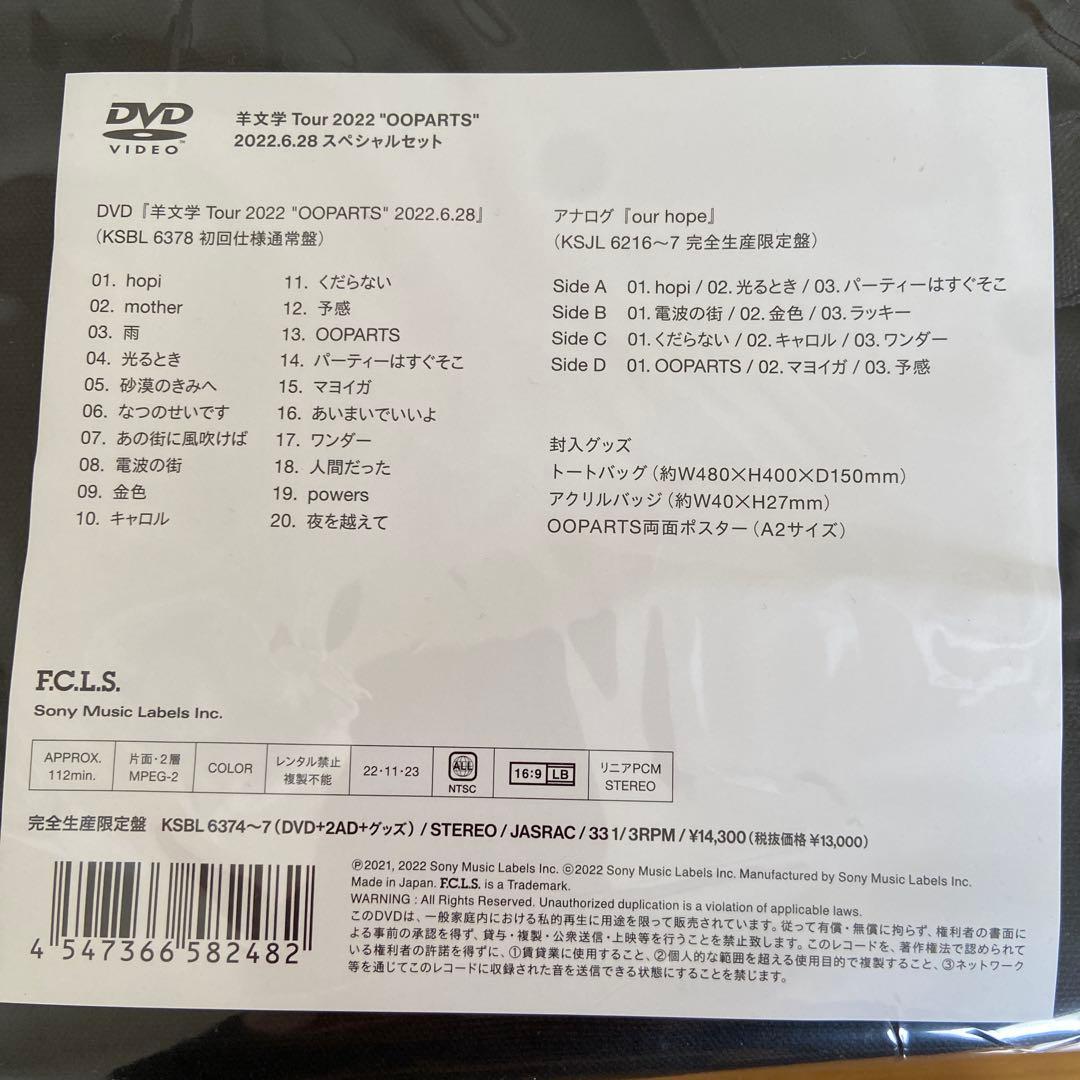 DVD VIDEO™
羊文学 Tour 2022 "OOPARTS"
2022.6.28 スペシャルセット
DVD『羊文学 Tour 2022 "OOPARTS" 2022.6.28』
(KSBL 6378 初回仕様通常盤)
01. hopi
02. mother
03. 雨
04. 光るとき
05. 砂漠のきみへ
06. なつのせいです
07. あの街に風吹けば
08. 電波の街
09. 金色
10. キャロル
11. くだらない
12. 予感
13. OOPARTS
14. パーティーはすぐそこ
15. マヨイガ
16. あいまいでいいよ
17. ワンダー
18. 人間だった
19. powers
20. 夜を越えて
アナログ『our hope』
(KSJL 6216〜7 完全生産限定盤)
Side A 01. hopi / 02. 光るとき / 03. パーティーはすぐそこ
Side B 01. 電波の街 / 02. 金色 / 03. ラッキー
Side C 01. くだらない / 02. キャロル / 03. ワンダー
Side D 01. OOPARTS / 02. マヨイガ / 03. 予感
封入グッズ
トートバッグ(約W480×H400×D150mm)
アクリルバッジ(約W40×H27mm)
OOPARTS両面ポスター(A2サイズ)
F.C.L.S.
Sony Music Labels Inc.
APPROX. 112min.
片面・2層 MPEG-2
COLOR
レンタル禁止 複製不能
22・11・23
ALL NTSC
16:9 LB
リニアPCM STEREO
完全生産限定盤 KSBL 6374〜7(DVD+2AD+グッズ) / STEREO / JASRAC / 33 1/3RPM / ¥14,300(税抜価格 ¥13,000)
4 547366 582482
Ⓟ2021, 2022 Sony Music Labels Inc. ©2022 Sony Music Labels Inc. Manufactured by Sony Music Labels Inc.
Made in Japan. F.C.L.S. is a Trademark.
WARNING : All Rights Reserved. Unauthorized duplication is a violation of applicable laws.
このDVDは、一般家庭内における私的再生に用途を限って販売されています。従って有償・無償に拘らず、権利者の書面に
よる事前の承認を得ず、貸与・複製・公衆送信・上映等を行うことを禁止致します。このレコードを、著作権法で認められて
いる権利者の許諾を得ずに、①賃貸業に使用すること、②個人的な範囲を超える使用目的で複製すること、③ネットワーク
等を通じてこのレコードに収録された音を送信できる状態にすることを禁じます。